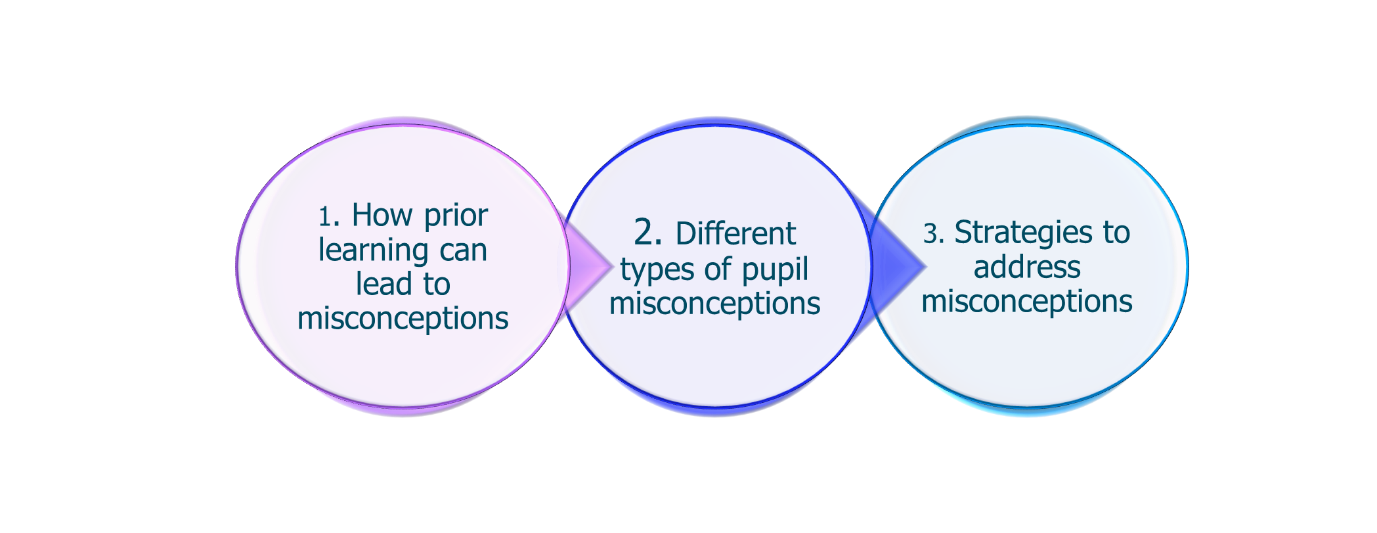 1. How prior
learning can
lead to
misconceptions
2. Different
types of pupil
misconceptions
3. Strategies to
address
misconceptions